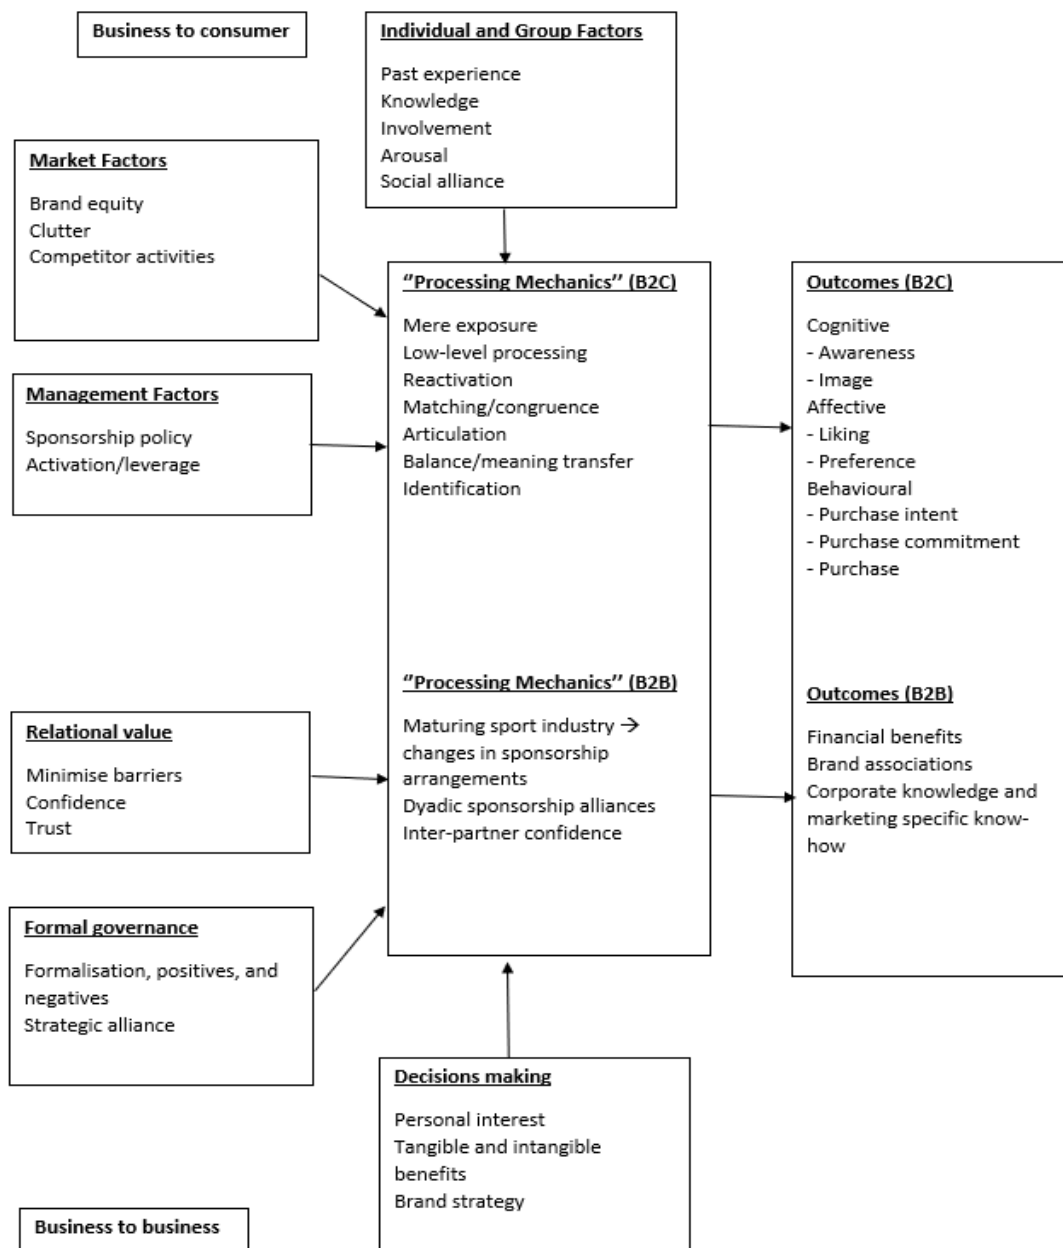 Business to consumer
Individual and Group Factors
Past experience
Knowledge
Involvement
Arousal
Social alliance
Market Factors
Brand equity
Clutter
Competitor activities
Management Factors
Sponsorship policy
Activation/leverage
“Processing Mechanics’’ (B2C)
Mere exposure
Low-level processing
Reactivation
Matching/congruence
Articulation
Balance/meaning transfer
Identification
Outcomes (B2C)
Cognitive
- Awareness
- Image
Affective
- Liking
- Preference
Behavioural
- Purchase intent
- Purchase commitment
- Purchase
Relational value
Minimise barriers
Confidence
Trust
Formal governance
Formalisation, positives, and
negatives
Strategic alliance
“Processing Mechanics’’ (B2B)
Maturing sport industry →
changes in sponsorship
arrangements
Dyadic sponsorship alliances
Inter-partner confidence
Outcomes (B2B)
Financial benefits
Brand associations
Corporate knowledge and
marketing specific know-
how
Decisions making
Personal interest
Tangible and intangible
benefits
Brand strategy
Business to business